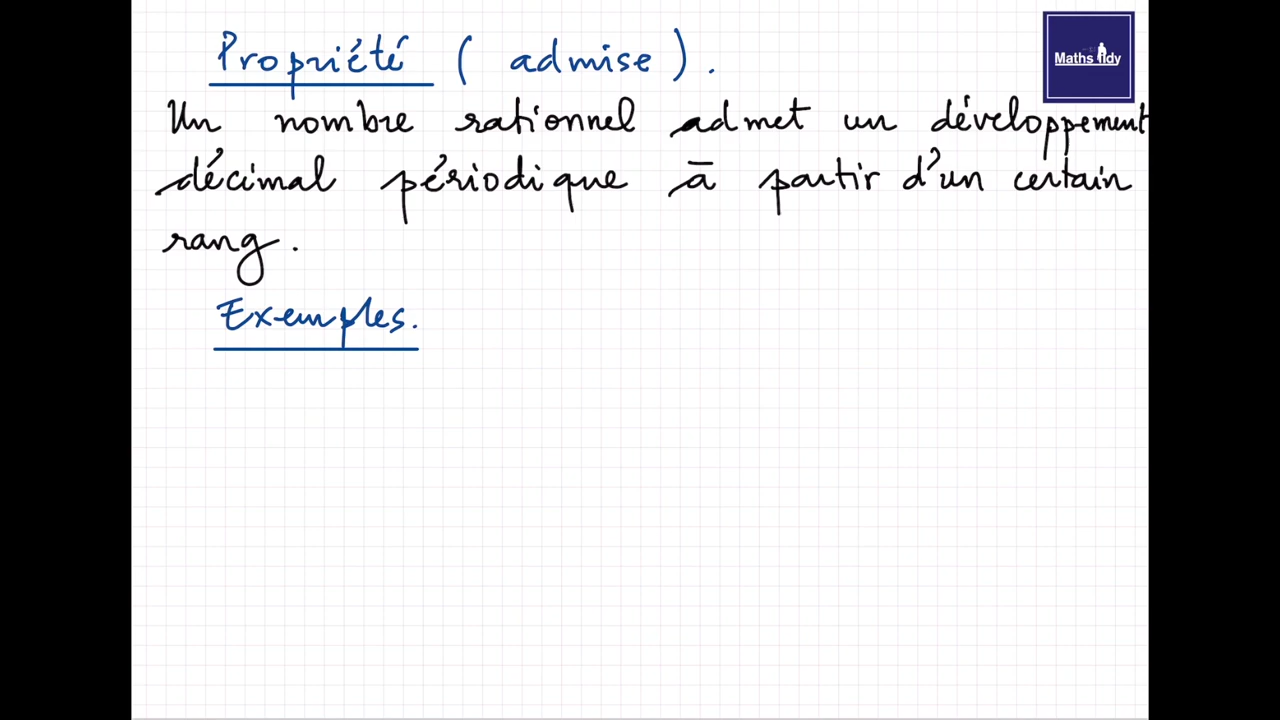 Propriété ( admise ).
Un nombre rationnel admet un développement
décimal périodique à partir d'un certain
rang.
Exemples.